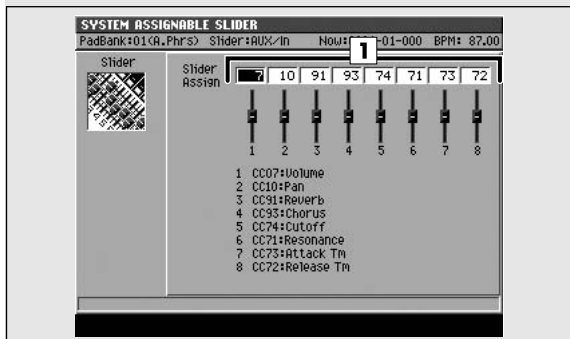 SYSTEM ASSIGNABLE SLIDER
PadBank:01(A.Phrs) Slider:AUX/In Now: -01-000 BPM: 87.00
1
Slider
Slider Assign
7 10 91 93 74 71 73 72
1 2 3 4 5 6 7 8
1 CC07:Volume
2 CC10:Pan
3 CC91:Reverb
4 CC93:Chorus
5 CC74:Cutoff
6 CC71:Resonance
7 CC73:Attack Tm
8 CC72:Release Tm